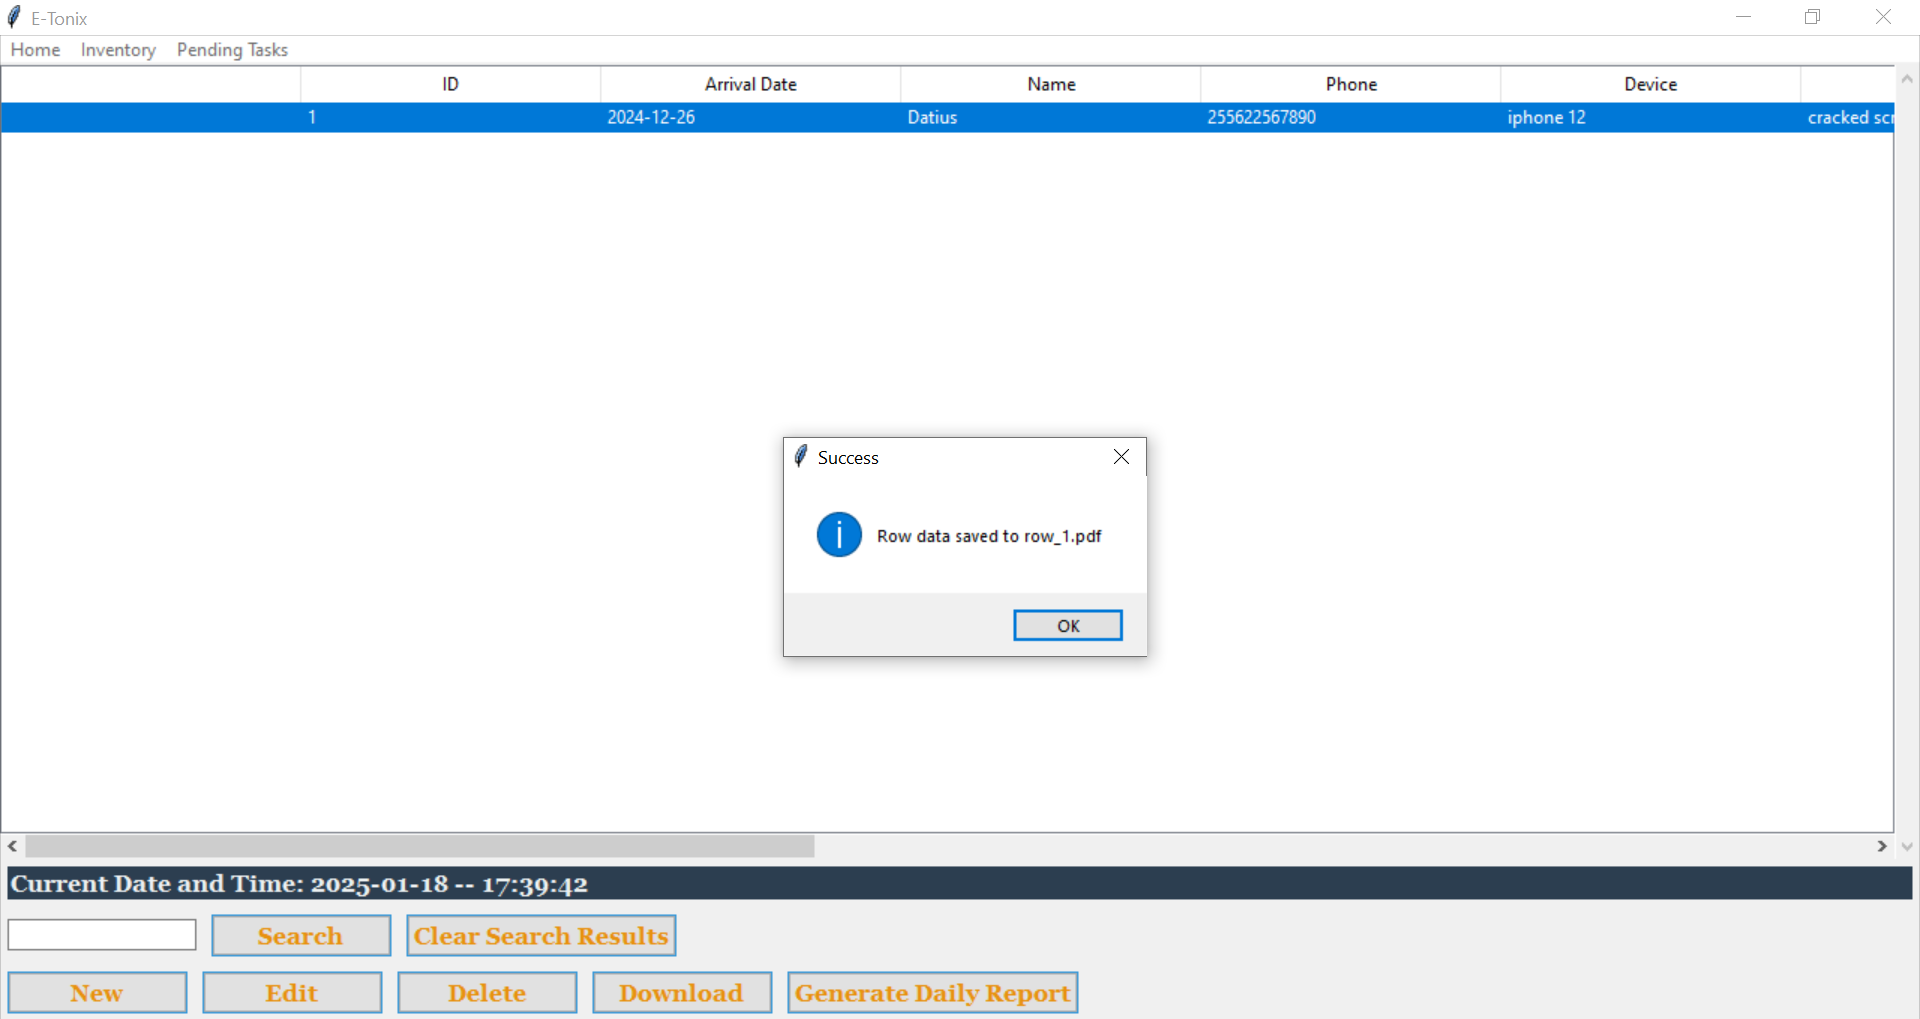 E-Tonix
Home Inventory Pending Tasks
ID Arrival Date Name Phone Device
1 2024-12-26 Datius 255622567890 iphone 12 cracked scr
Success
Row data saved to row_1.pdf
OK
Current Date and Time: 2025-01-18 -- 17:39:42
Search Clear Search Results
New Edit Delete Download Generate Daily Report